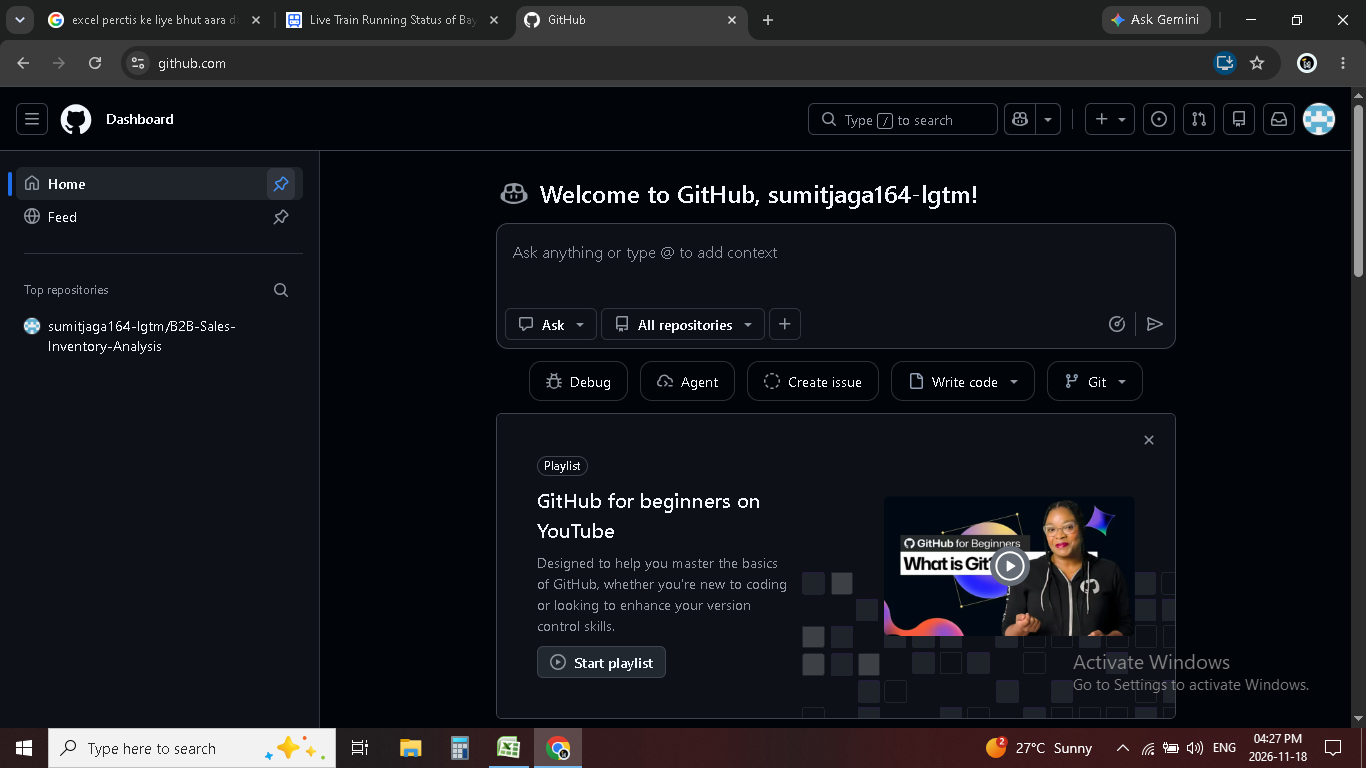 excel perctis ke liye bhut aara d
Live Train Running Status of Bay
GitHub
Ask Gemini
github.com
Dashboard
Type / to search
Home
Feed
Top repositories
sumitjaga164-lgtm/B2B-Sales-
Inventory-Analysis
Welcome to GitHub, sumitjaga164-lgtm!
Ask anything or type @ to add context
Ask
All repositories
Debug
Agent
Create issue
Write code
Git
Playlist
GitHub for beginners on
YouTube
Designed to help you master the basics
of GitHub, whether you're new to coding
or looking to enhance your version
control skills.
Start playlist
GitHub for Beginners
What is Git
Activate Windows
Go to Settings to activate Windows.
Type here to search
2
27°C Sunny
ENG
04:27 PM
2026-11-18